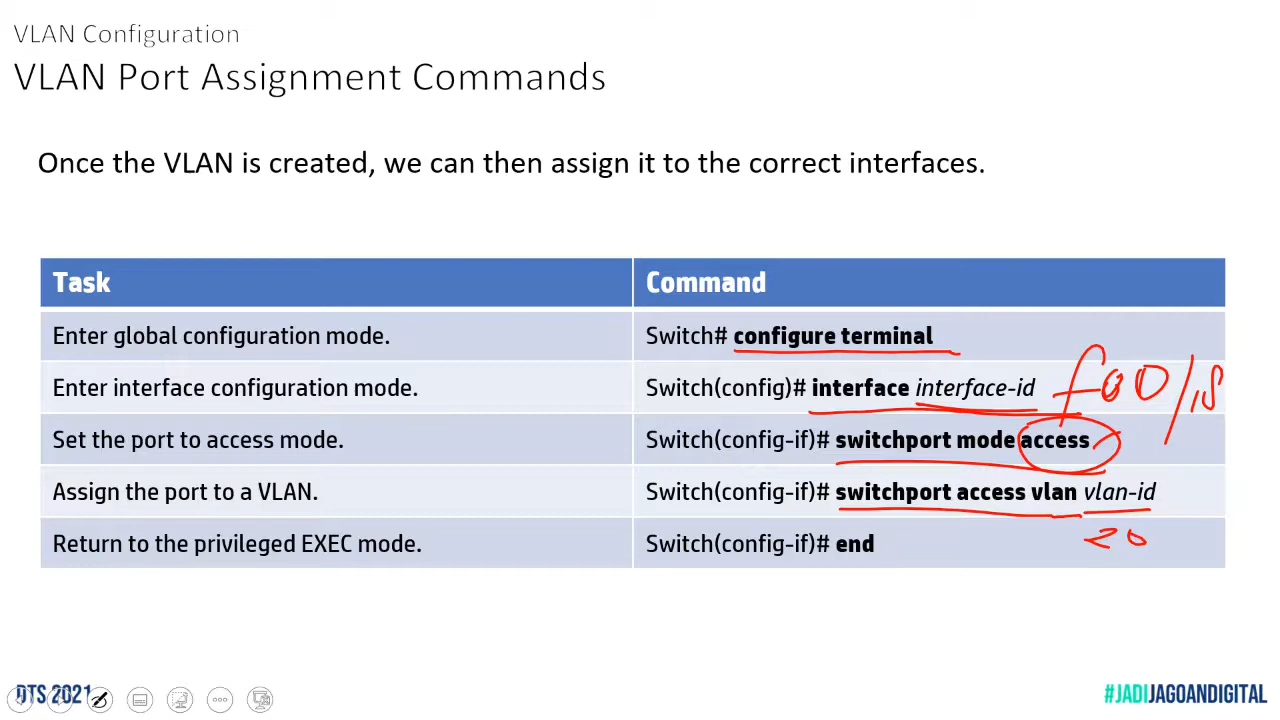 VLAN Configuration
VLAN Port Assignment Commands
Once the VLAN is created, we can then assign it to the correct interfaces.
Task Command
Enter global configuration mode. Switch# configure terminal
Enter interface configuration mode. Switch(config)# interface interface-id
Set the port to access mode. Switch(config-if)# switchport mode access
Assign the port to a VLAN. Switch(config-if)# switchport access vlan vlan-id
Return to the privileged EXEC mode. Switch(config-if)# end
20
DTS 2021
#JADIJAGOANDIGITAL